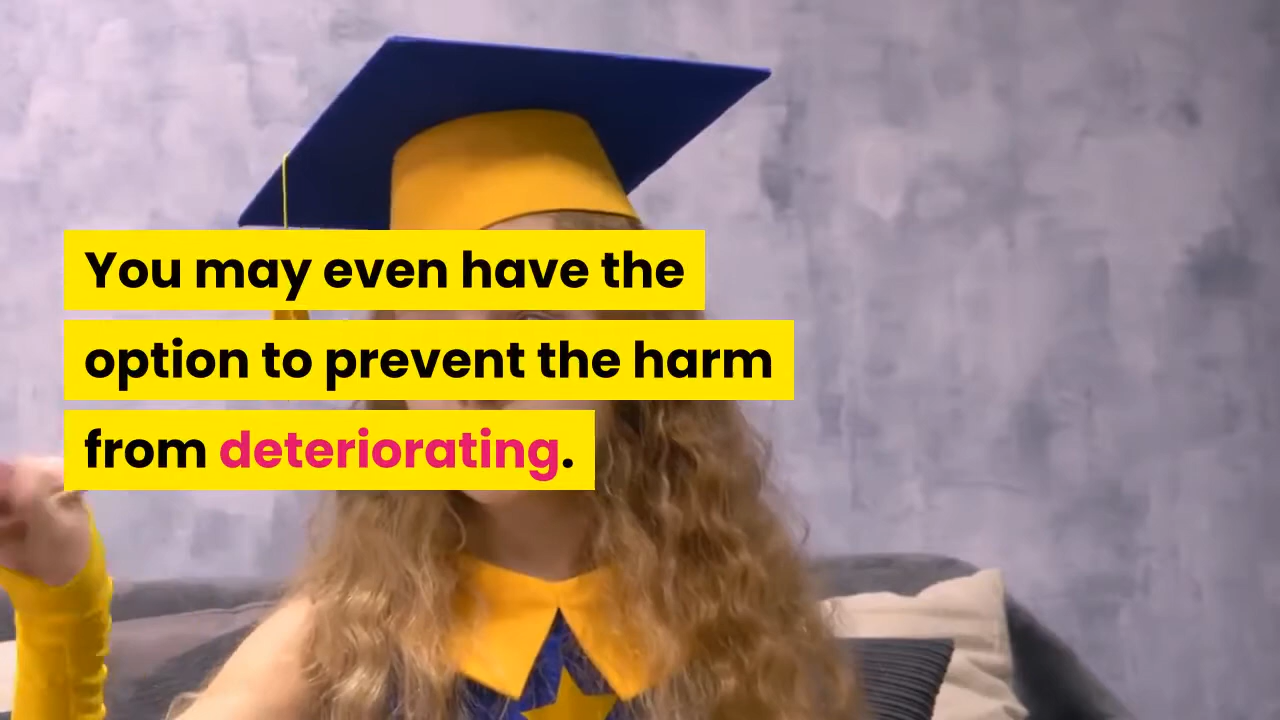 You may even have the
option to prevent the harm
from deteriorating.